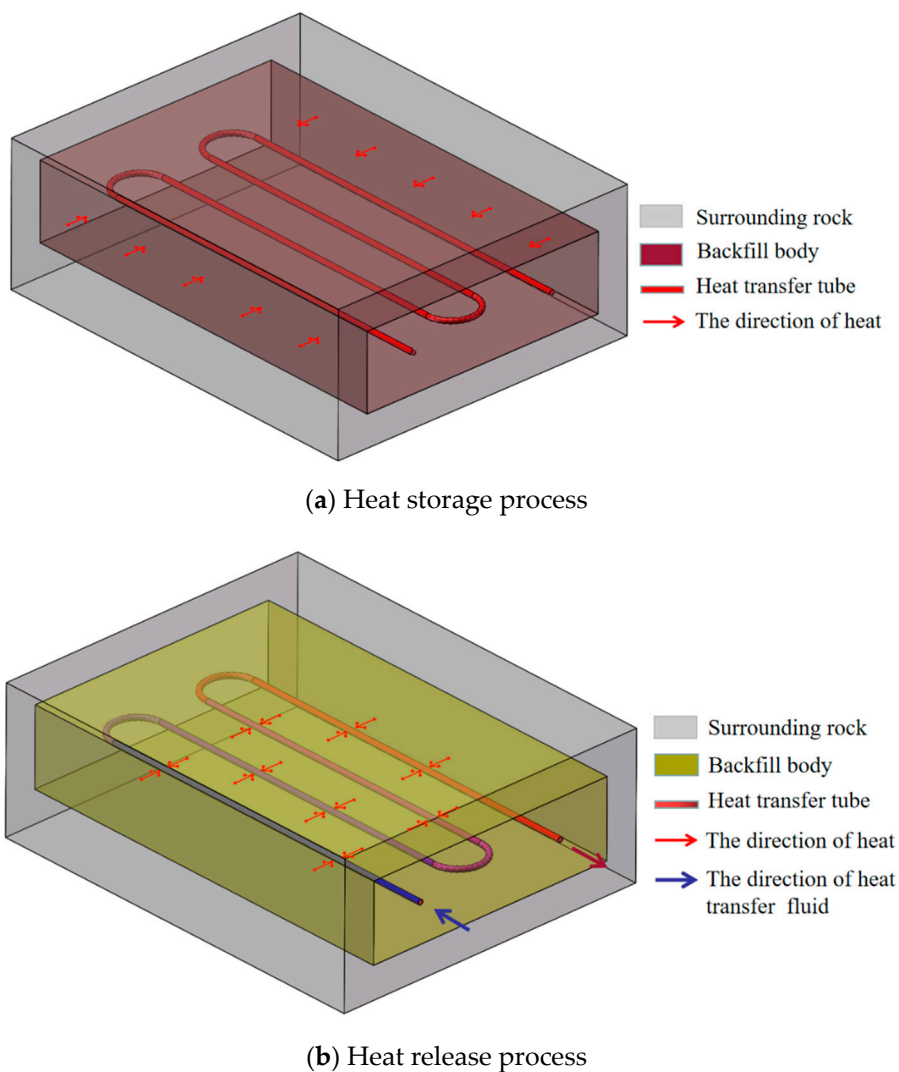 Surrounding rock
Backfill body
Heat transfer tube
The direction of heat
(a) Heat storage process
Surrounding rock
Backfill body
Heat transfer tube
The direction of heat
The direction of heat
transfer fluid
(b) Heat release process